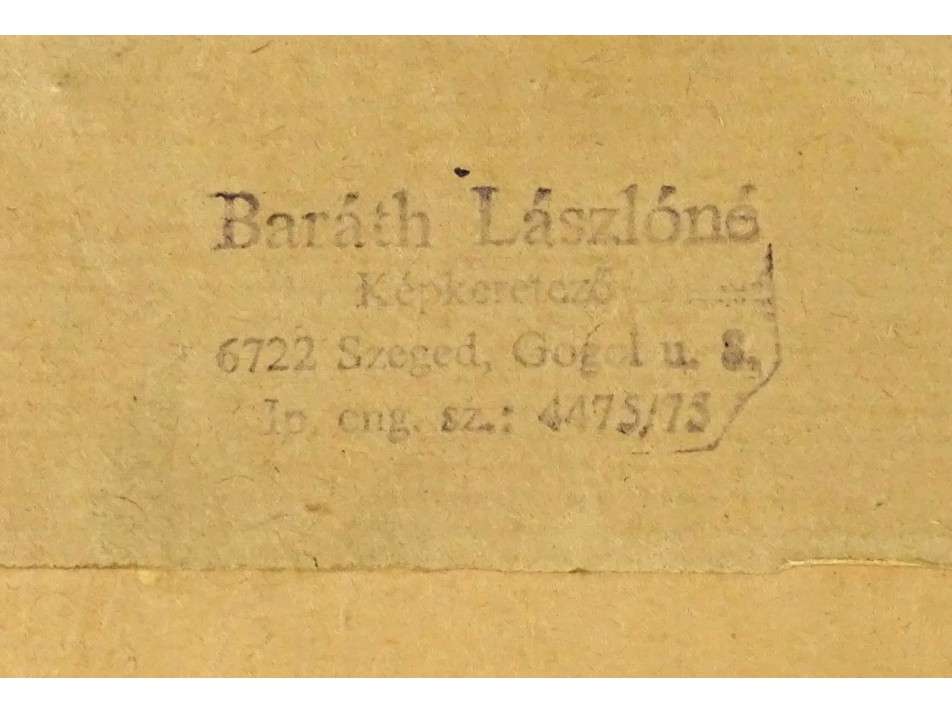 Baráth Lászlóné
Képkeretező
6722 Szeged, Gogol u. 8.
Ip. eng. sz.: 4475/75